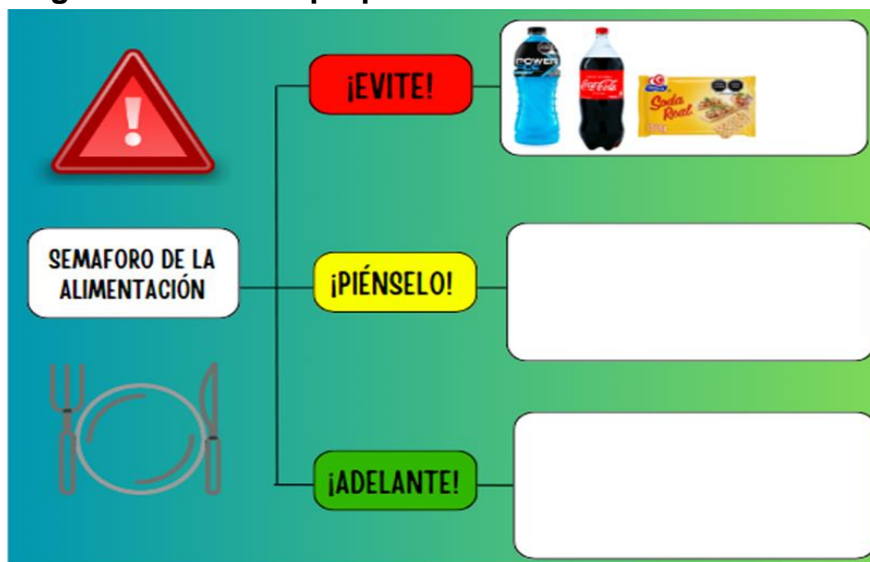 ¡EVITE!
POWER
Coca-Cola
Soda
Real
SEMAFORO DE LA
ALIMENTACIÓN
¡PIÉNSELO!
¡ADELANTE!